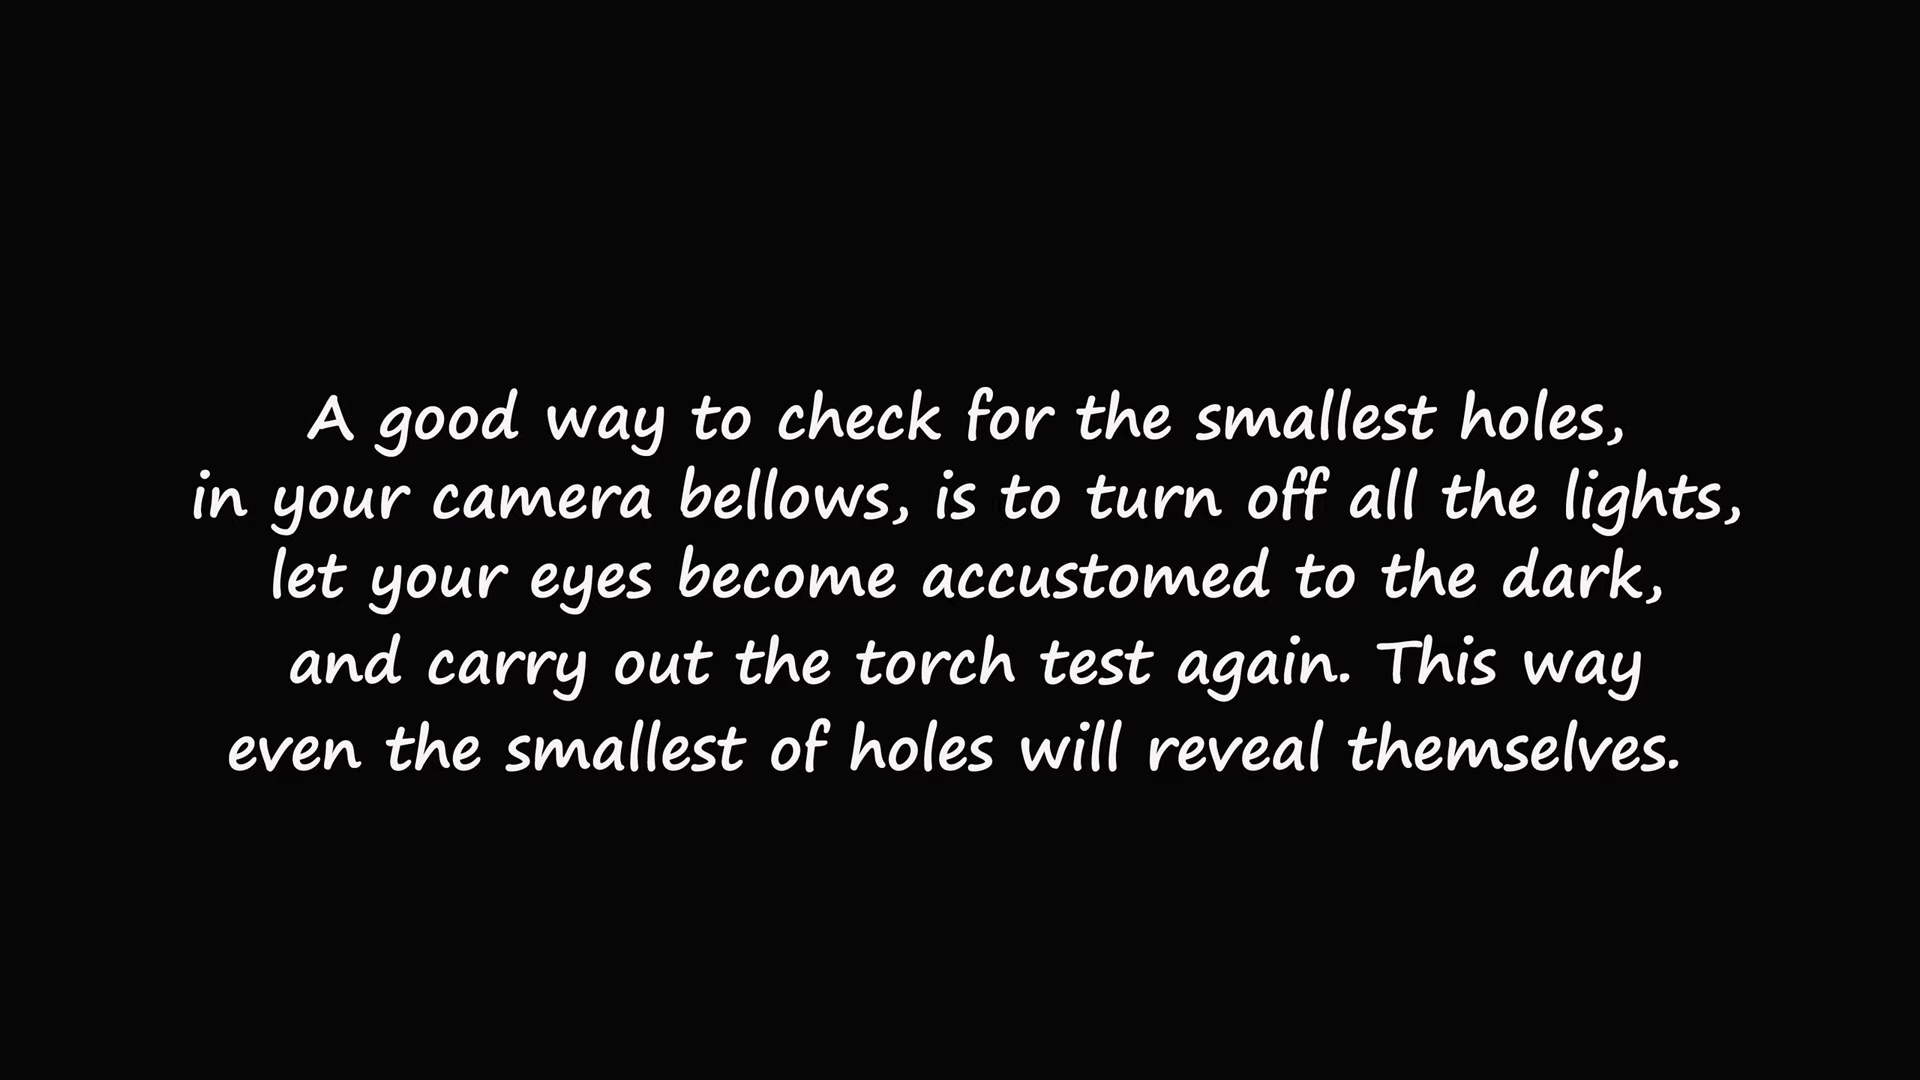 A good way to check for the smallest holes,
in your camera bellows, is to turn off all the lights,
let your eyes become accustomed to the dark,
and carry out the torch test again. This way
even the smallest of holes will reveal themselves.